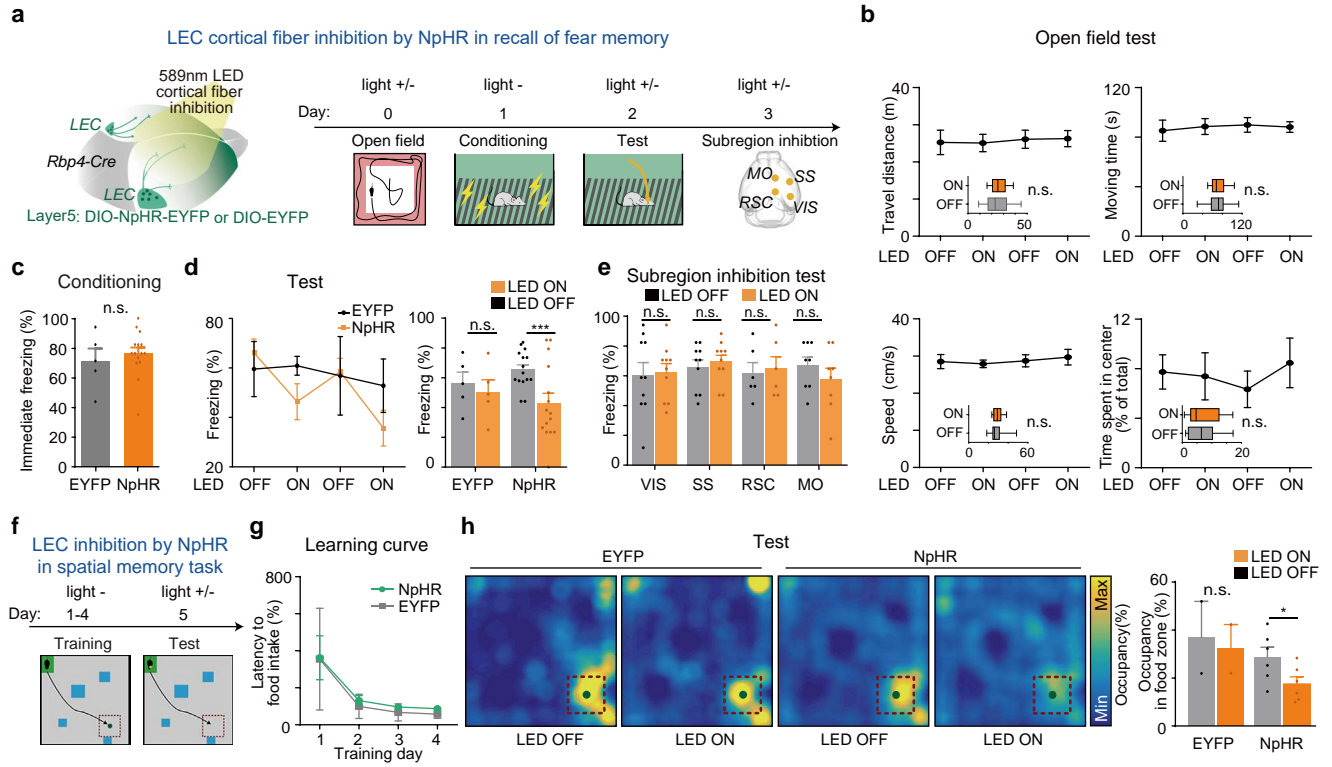 a
LEC cortical fiber inhibition by NpHR in recall of fear memory
589nm LED
cortical fiber
inhibition
LEC
Rbp4-Cre
LEC
Layer5: DIO-NpHR-EYFP or DIO-EYFP
light +/- light - light +/- light +/-
Day: 0 1 2 3
Open field Conditioning Test Subregion inhibtion
MO SS
RSC VIS
b
Open field test
Travel distance (m)
40
20
0
ON
OFF
n.s.
0 50
LED OFF ON OFF ON
Moving time (s)
120
60
0
ON
OFF
n.s.
0 120
OFF ON OFF ON
Speed (cm/s)
40
20
0
ON
OFF
n.s.
0 60
LED OFF ON OFF ON
Time spent in center
(% of total)
12
6
0
ON
OFF
n.s.
0 20
OFF ON OFF ON
c
Conditioning
n.s.
Immediate freezing (%)
100
80
60
40
20
0
EYFP NpHR
d
Test
EYFP
NpHR
Freezing (%)
80
20
LED OFF ON OFF ON
LED ON
LED OFF
Freezing (%)
100
80
60
40
20
0
n.s. ***
EYFP NpHR
e
Subregion inhibition test
LED OFF LED ON
n.s. n.s. n.s. n.s.
Freezing (%)
100
80
60
40
20
0
VIS SS RSC MO
f
LEC inhibition by NpHR
in spatial memory task
light - light +/-
Day: 1-4 5
Training Test
g
Learning curve
NpHR
EYFP
Latency to
food intake (%)
800
400
0
1 2 3 4
Training day
h
Test
EYFP NpHR
LED OFF LED ON LED OFF LED ON
Max
Min
Occupancy(%)
LED ON
LED OFF
Occupancy
in food zone (%)
60
40
20
0
n.s. *
EYFP NpHR